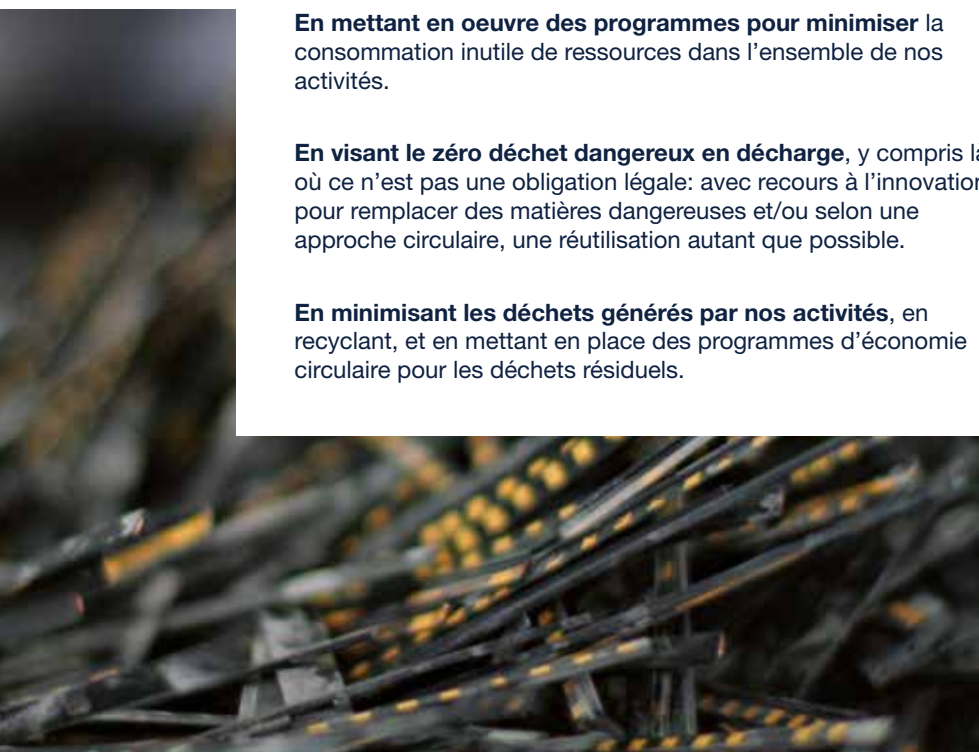 En mettant en oeuvre des programmes pour minimiser la
consommation inutile de ressources dans l’ensemble de nos
activités.
En visant le zéro déchet dangereux en décharge, y compris là
où ce n’est pas une obligation légale: avec recours à l’innovation
pour remplacer des matières dangereuses et/ou selon une
approche circulaire, une réutilisation autant que possible.
En minimisant les déchets générés par nos activités, en
recyclant, et en mettant en place des programmes d’économie
circulaire pour les déchets résiduels.